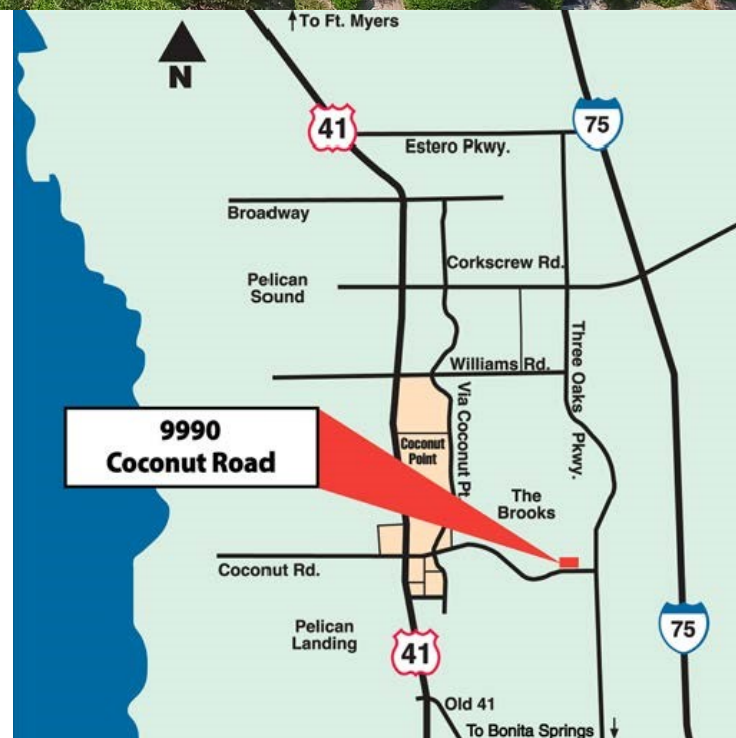 To Ft. Myers
N
41
75
Estero Pkwy.
Broadway
Corkscrew Rd.
Pelican
Sound
Three Oaks Pkwy.
Williams Rd.
Via Coconut Pt.
9990
Coconut Road
Coconut
Point
The
Brooks
Coconut Rd.
Pelican
Landing
75
41
Old 41
To Bonita Springs